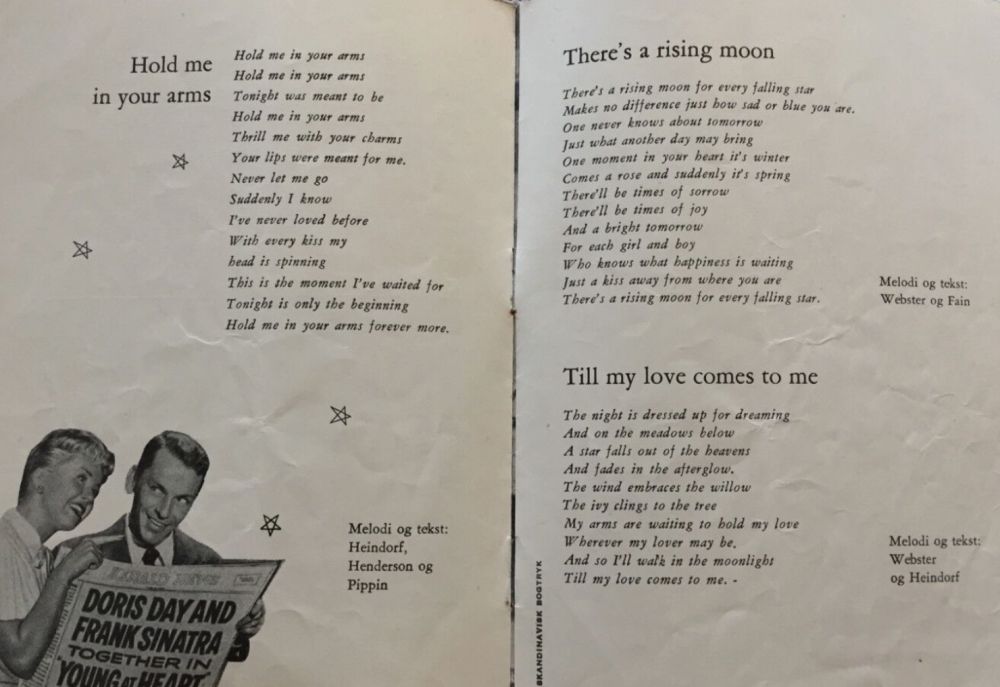 Hold me
in your arms
Hold me in your arms
Hold me in your arms
Tonight was meant to be
Hold me in your arms
Thrill me with your charms
Your lips were meant for me.
Never let me go
Suddenly I know
I've never loved before
With every kiss my
head is spinning
This is the moment I've waited for
Tonight is only the beginning
Hold me in your arms forever more.
Melodi og tekst:
Heindorf,
Henderson og
Pippin
DORIS DAY AND
FRANK SINATRA
TOGETHER IN
"YOUNG AT HEART"
There's a rising moon
There's a rising moon for every falling star
Makes no difference just how sad or blue you are.
One never knows about tomorrow
Just what another day may bring
One moment in your heart it's winter
Comes a rose and suddenly it's spring
There'll be times of sorrow
There'll be times of joy
And a bright tomorrow
For each girl and boy
Who knows what happiness is waiting
Just a kiss away from where you are
There's a rising moon for every falling star.
Melodi og tekst:
Webster og Fain
Till my love comes to me
The night is dressed up for dreaming
And on the meadows below
A star falls out of the heavens
And fades in the afterglow.
The wind embraces the willow
The ivy clings to the tree
My arms are waiting to hold my love
Wherever my lover may be.
And so I'll walk in the moonlight
Till my love comes to me. -
Melodi og tekst:
Webster
og Heindorf
SKANDINAVISK BOGTRYK